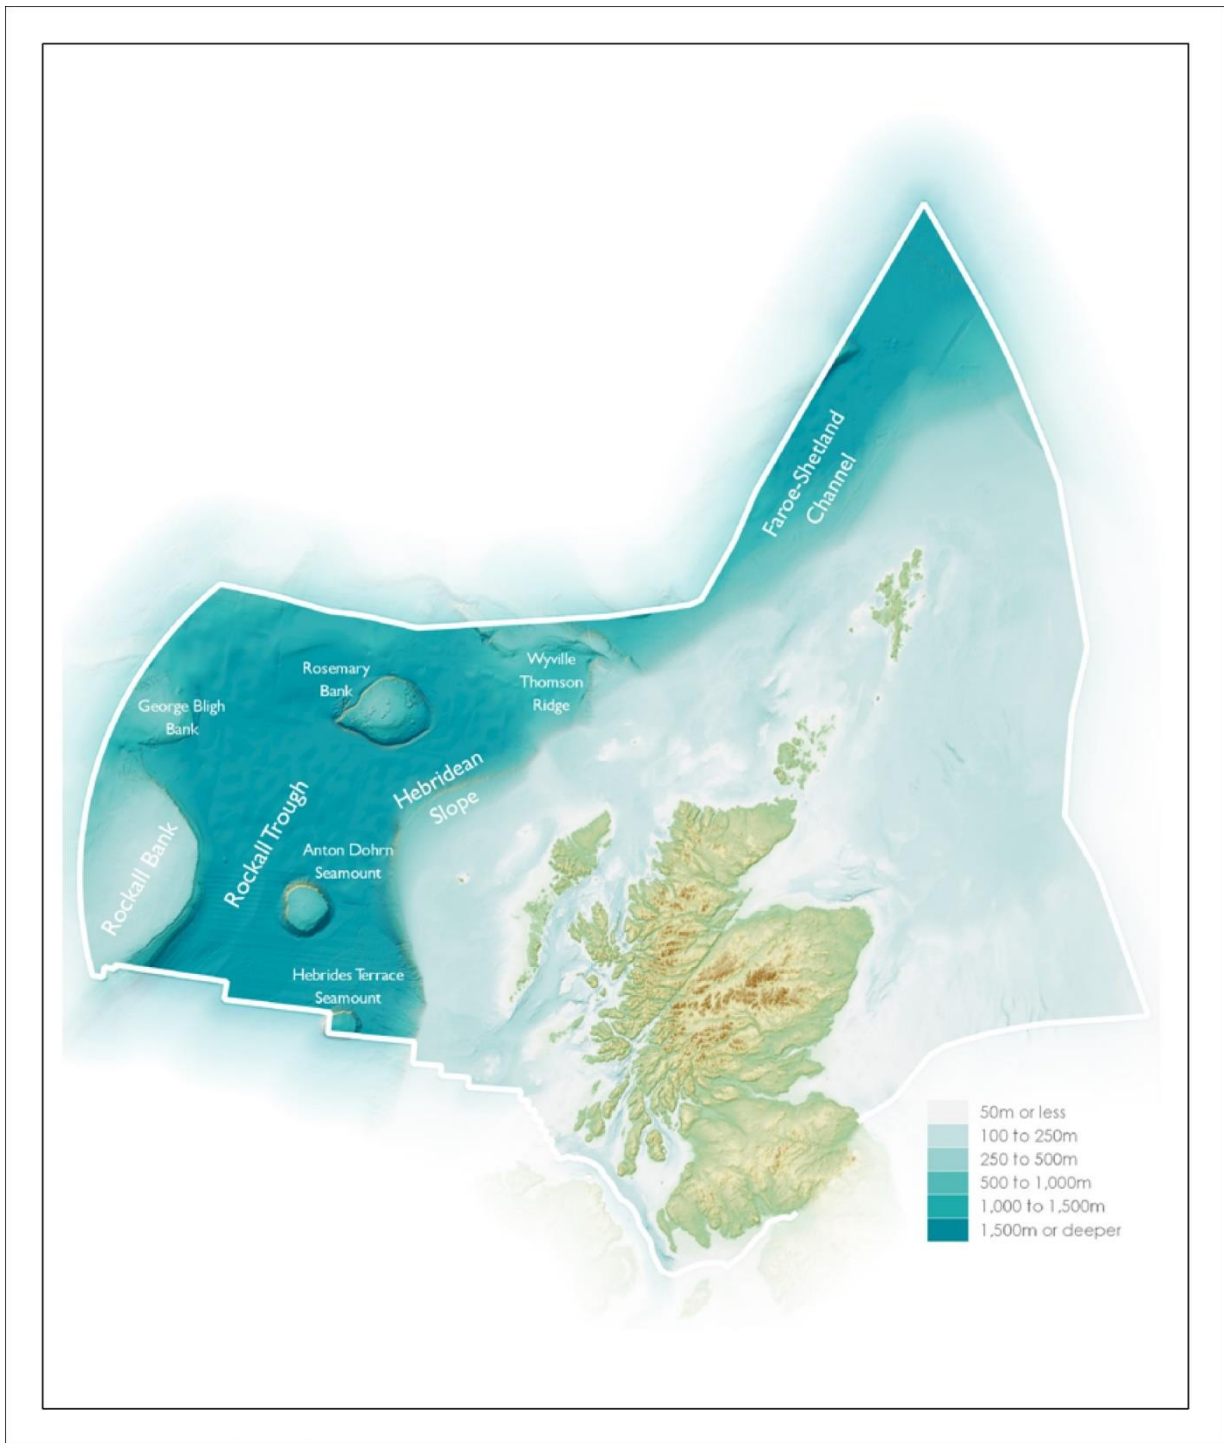 Faroe-Shetland
Channel
Rosemary
Bank
Wyville
Thomson
Ridge
George Bligh
Bank
Hebridean
Slope
Rockall Trough
Rockall Bank
Anton Dohrn
Seamount
Hebrides Terrace
Seamount
50m or less
100 to 250m
250 to 500m
500 to 1,000m
1,000 to 1,500m
1,500m or deeper